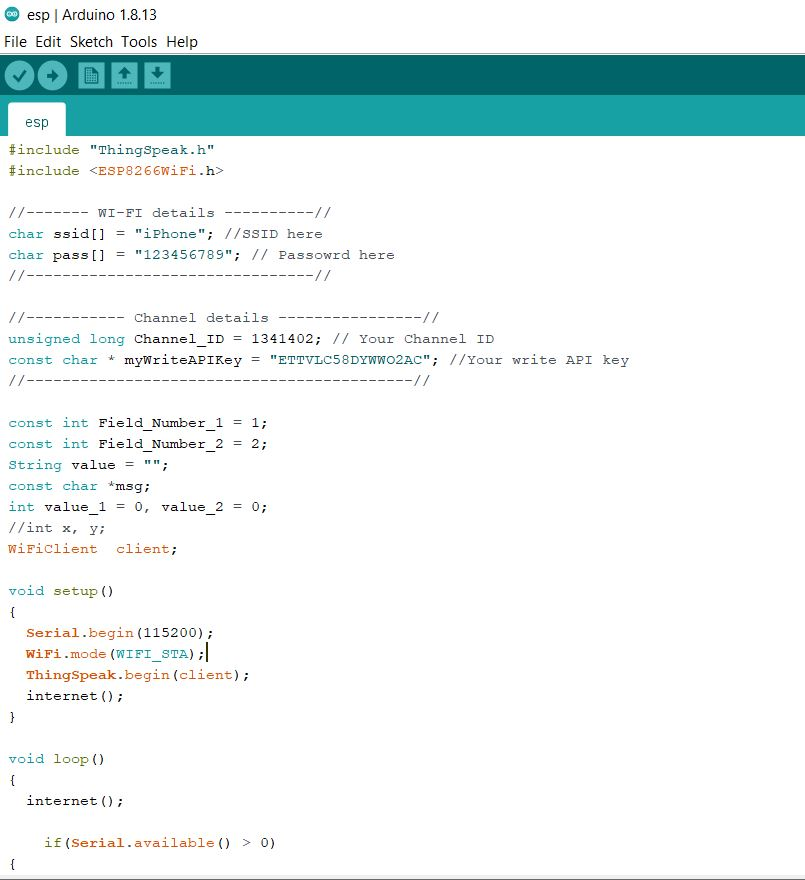 esp | Arduino 1.8.13
File Edit Sketch Tools Help
esp
#include "ThingSpeak.h"
#include <ESP8266WiFi.h>
//------- WI-FI details ----------//
char ssid[] = "iPhone"; //SSID here
char pass[] = "123456789"; // Passowrd here
//--------------------------------//
//----------- Channel details ----------------//
unsigned long Channel_ID = 1341402; // Your Channel ID
const char * myWriteAPIKey = "ETTVLC58DYWWO2AC"; //Your write API key
//-------------------------------------------//
const int Field_Number_1 = 1;
const int Field_Number_2 = 2;
String value = "";
const char *msg;
int value_1 = 0, value_2 = 0;
//int x, y;
WiFiClient  client;
void setup()
{
  Serial.begin(115200);
  WiFi.mode(WIFI_STA);
  ThingSpeak.begin(client);
  internet();
}
void loop()
{
  internet();
    if(Serial.available() > 0)
{